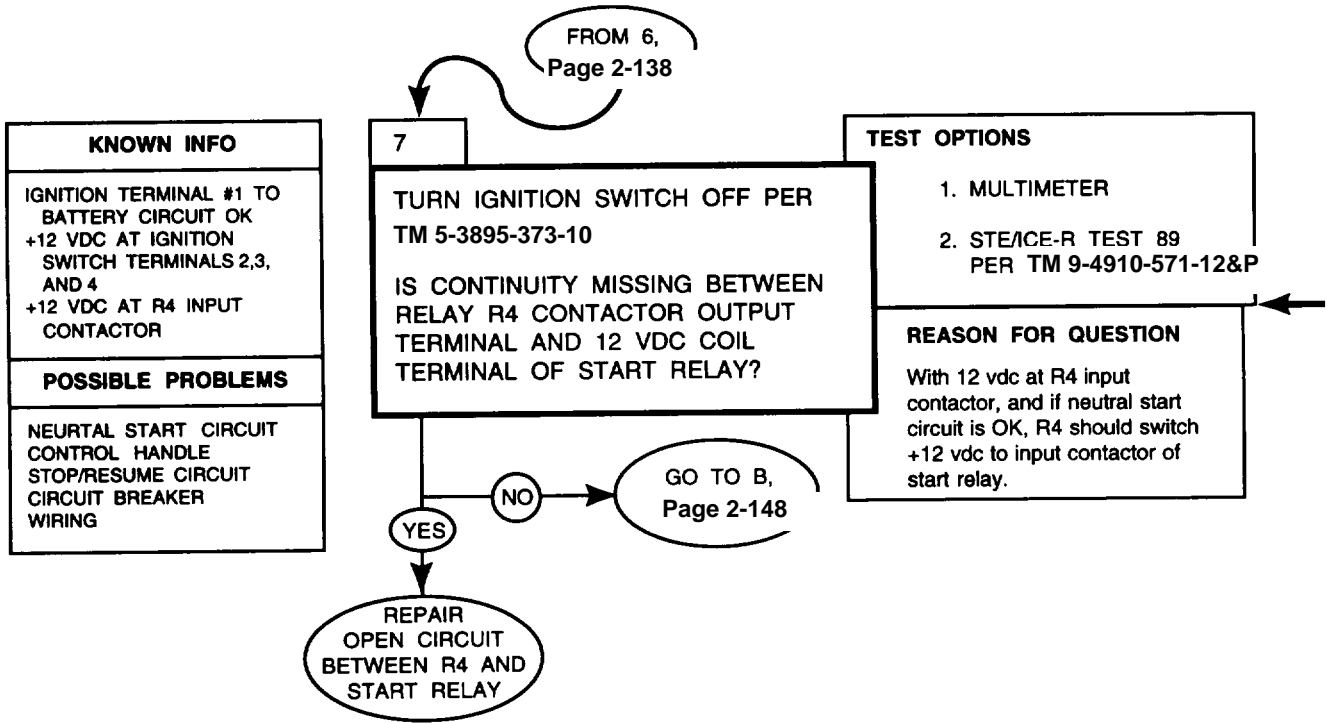 FROM 6,
Page 2-138
KNOWN INFO
IGNITION TERMINAL #1 TO
BATTERY CIRCUIT OK
+12 VDC AT IGNITION
SWITCH TERMINALS 2,3,
AND 4
+12 VDC AT R4 INPUT
CONTACTOR
POSSIBLE PROBLEMS
NEURTAL START CIRCUIT
CONTROL HANDLE
STOP/RESUME CIRCUIT
CIRCUIT BREAKER
WIRING
7
TURN IGNITION SWITCH OFF PER
TM 5-3895-373-10
IS CONTINUITY MISSING BETWEEN
RELAY R4 CONTACTOR OUTPUT
TERMINAL AND 12 VDC COIL
TERMINAL OF START RELAY?
TEST OPTIONS
1. MULTIMETER
2. STE/ICE-R TEST 89
PER TM 9-4910-571-12&P
REASON FOR QUESTION
With 12 vdc at R4 input
contactor, and if neutral start
circuit is OK, R4 should switch
+12 vdc to input contactor of
start relay.
NO
GO TO B,
Page 2-148
YES
REPAIR
OPEN CIRCUIT
BETWEEN R4 AND
START RELAY